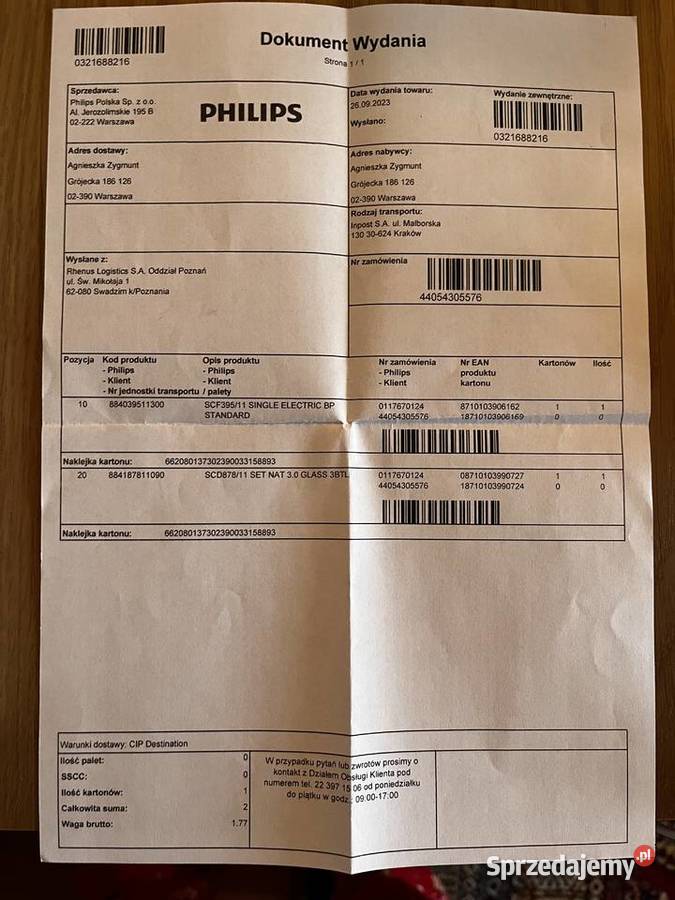 0321688216
Dokument Wydania
Strona 1 / 1
Sprzedawca:
Philips Polska Sp. z o.o.
Al. Jerozolimskie 195 B
02-222 Warszawa
PHILIPS
Data wydania towaru:
26.09.2023
Wysłano:
Wydanie zewnętrzne:
0321688216
Adres dostawy:
Agnieszka Zygmunt
Grójecka 186 126
02-390 Warszawa
Adres nabywcy:
Agnieszka Zygmunt
Grójecka 186 126
02-390 Warszawa
Rodzaj transportu:
Inpost S.A. ul. Malborska
130 30-624 Kraków
Wysłane z:
Rhenus Logistics S.A. Oddział Poznań
ul. Św. Mikołaja 1
62-080 Swadzim k/Poznania
Nr zamówienia
44054305576
Pozycja Kod produktu Opis produktu Nr zamówienia Nr EAN Kartonów Ilość
- Philips - Philips - Philips produktu
- Klient - Klient - Klient kartonu
- Nr jednostki transportu / palety
10 884039511300 SCF395/11 SINGLE ELECTRIC BP 0117670124 8710103906162 1 1
STANDARD 44054305576 18710103906169 0 0
Naklejka kartonu: 662080137302390033158893
20 884187811090 SCD878/11 SET NAT 3.0 GLASS 3BTL 0117670124 08710103990727 1 1
44054305576 18710103990724 0 0
Naklejka kartonu: 662080137302390033158893
Warunki dostawy: CIP Destination
Ilość palet: 0
SSCC: 0
Ilość kartonów: 1
Całkowita suma: 2
Waga brutto: 1.77
W przypadku pytań lub zwrotów prosimy o
kontakt z Działem Obsługi Klienta pod
numerem tel. 22 397 15 06 od poniedziałku
do piątku w godz.: 09.00-17:00
Sprzedajemy.pl